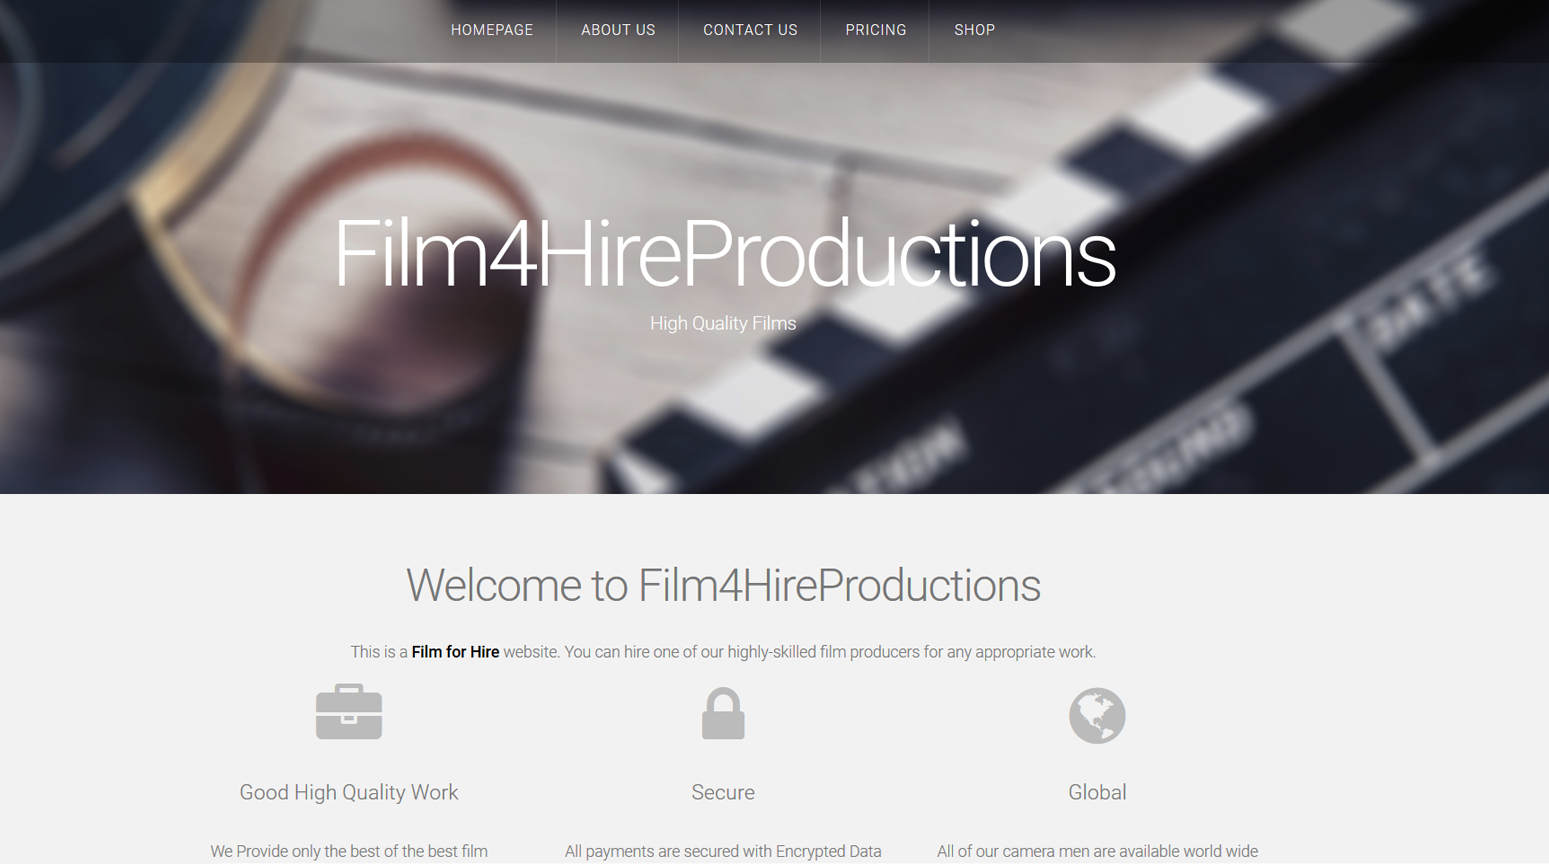 HOMEPAGE ABOUT US CONTACT US PRICING SHOP
Film4HireProductions
High Quality Films
DATE
SOUND
Welcome to Film4HireProductions
This is a Film for Hire website. You can hire one of our highly-skilled film producers for any appropriate work.
Good High Quality Work
Secure
Global
We Provide only the best of the best film
All payments are secured with Encrypted Data
All of our camera men are available world wide